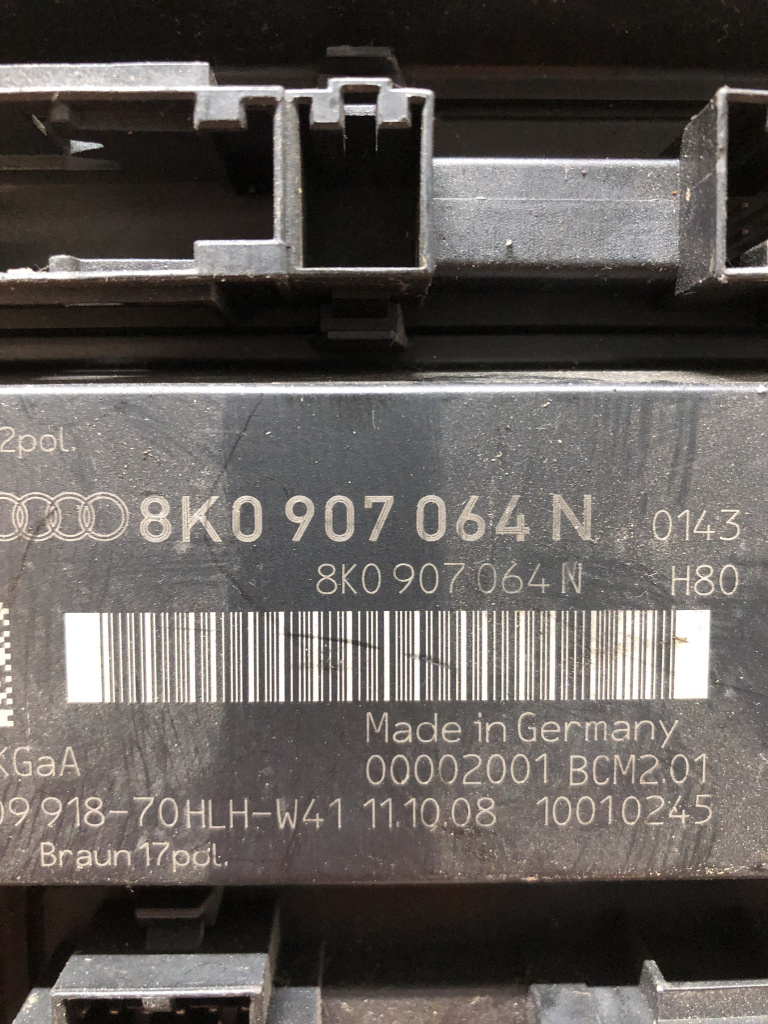 2pol.
8K0 907 064 N 0143
8K0 907 064 N H80
Made in Germany
KGaA 00002001 BCM2.01
09 918-70HLH-W41 11.10.08 10010245
Braun 17pol.